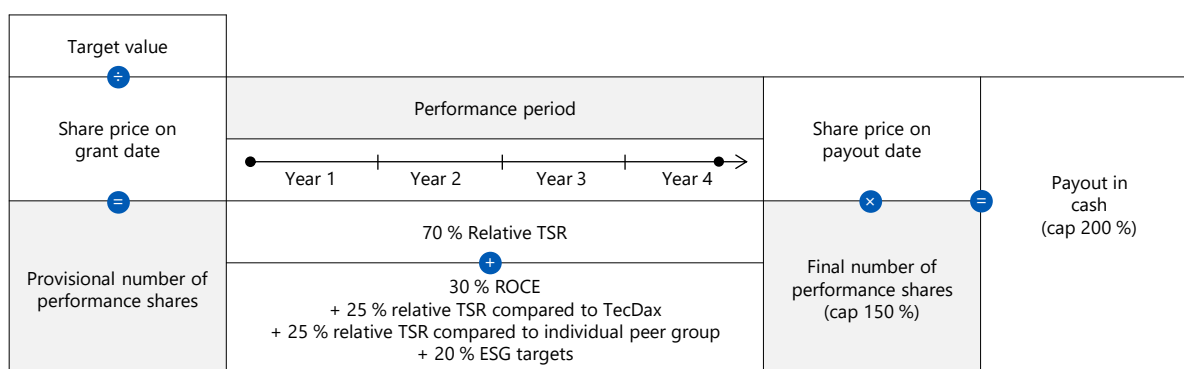 Target value
÷
Share price on
grant date
=
Provisional number of
performance shares
Performance period
Year 1
Year 2
Year 3
Year 4
70 % Relative TSR
+
30 % ROCE
+ 25 % relative TSR compared to TecDax
+ 25 % relative TSR compared to individual peer group
+ 20 % ESG targets
Share price on
payout date
×
Final number of
performance shares
(cap 150 %)
=
Payout in
cash
(cap 200 %)